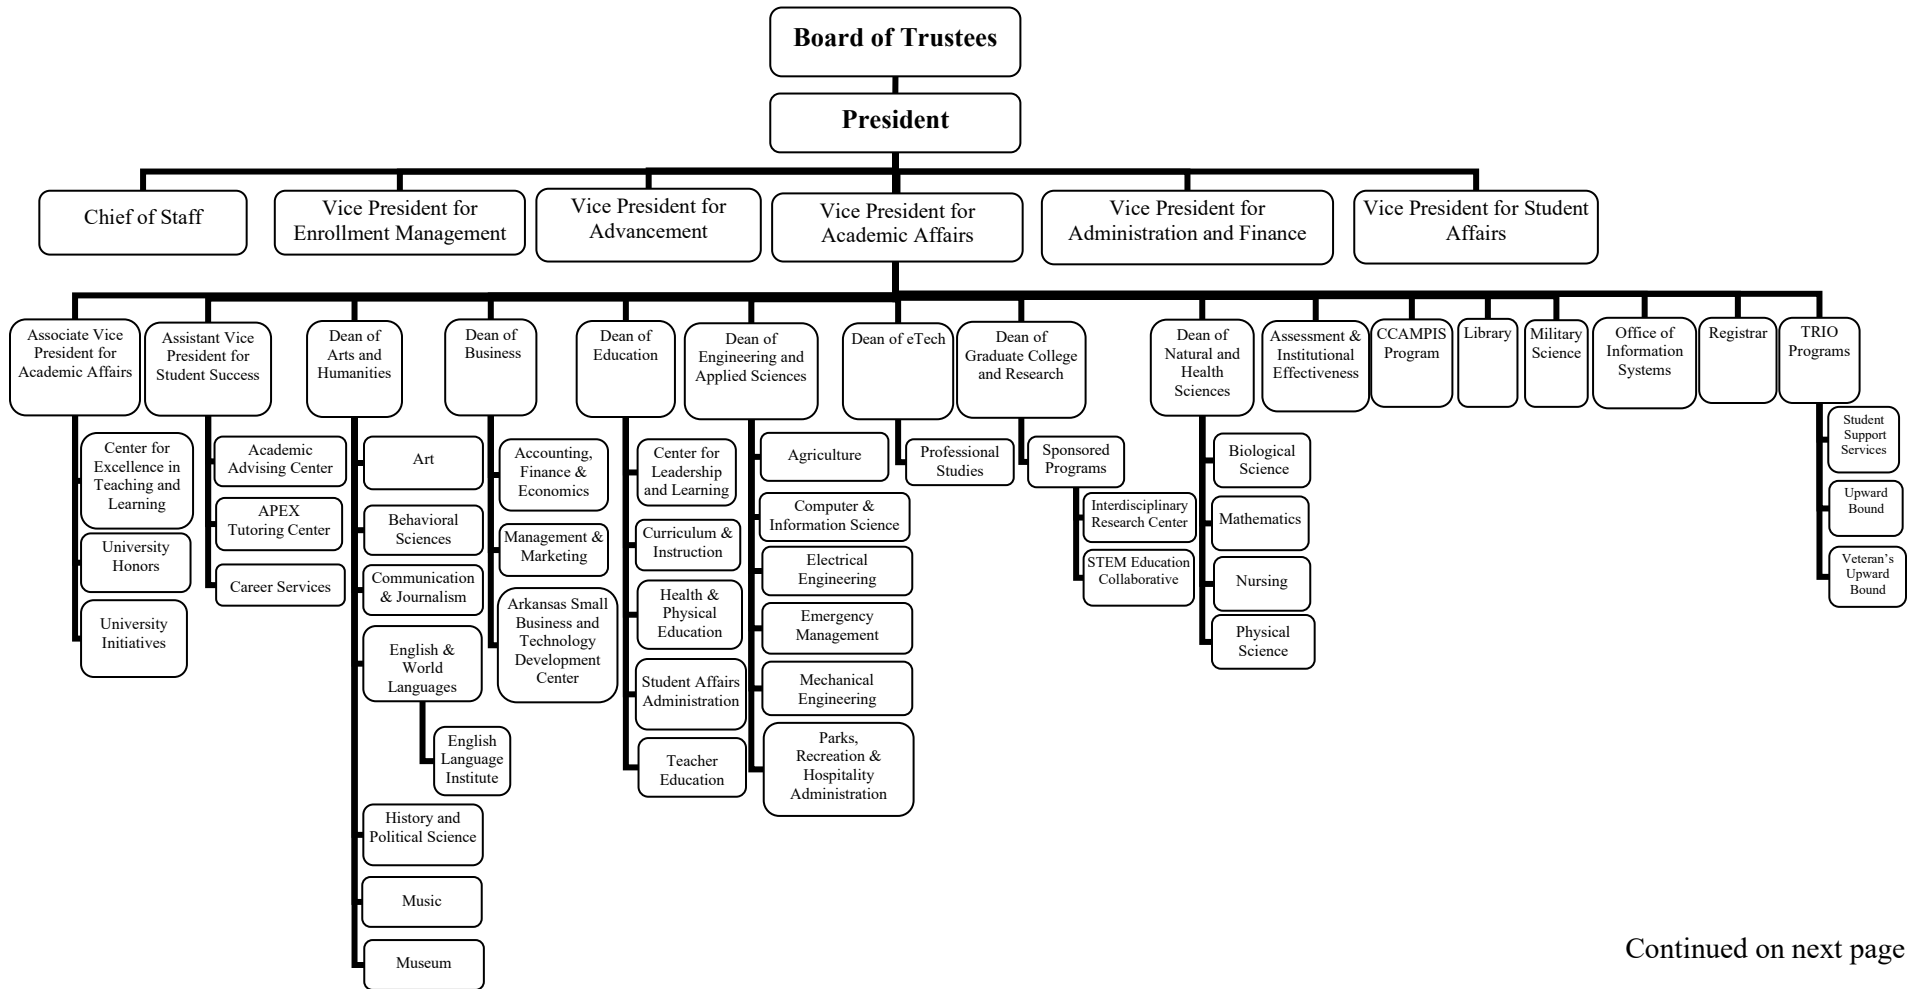 Board of Trustees
President
Chief of Staff
Vice President for
Enrollment Management
Vice President for
Advancement
Vice President for
Academic Affairs
Vice President for
Administration and Finance
Vice President for Student
Affairs
Associate Vice
President for
Academic Affairs
Assistant Vice
President for
Student Success
Dean of
Arts and
Humanities
Dean of
Business
Dean of
Education
Dean of
Engineering and
Applied Sciences
Dean of eTech
Dean of
Graduate College
and Research
Dean of
Natural and
Health
Sciences
Assessment &
Institutional
Effectiveness
CCAMPIS
Program
Library
Military
Science
Office of
Information
Systems
Registrar
TRIO
Programs
Center for
Excellence in
Teaching and
Learning
University
Honors
University
Initiatives
Academic
Advising Center
APEX
Tutoring Center
Career Services
Art
Behavioral
Sciences
Communication
& Journalism
English &
World
Languages
English
Language
Institute
History and
Political Science
Music
Museum
Accounting,
Finance &
Economics
Management &
Marketing
Arkansas Small
Business and
Technology
Development
Center
Center for
Leadership
and Learning
Curriculum &
Instruction
Health &
Physical
Education
Student Affairs
Administration
Teacher
Education
Agriculture
Computer &
Information Science
Electrical
Engineering
Emergency
Management
Mechanical
Engineering
Parks,
Recreation &
Hospitality
Administration
Professional
Studies
Sponsored
Programs
Interdisciplinary
Research Center
STEM Education
Collaborative
Biological
Science
Mathematics
Nursing
Physical
Science
Student
Support
Services
Upward
Bound
Veteran’s
Upward
Bound
Continued on next page